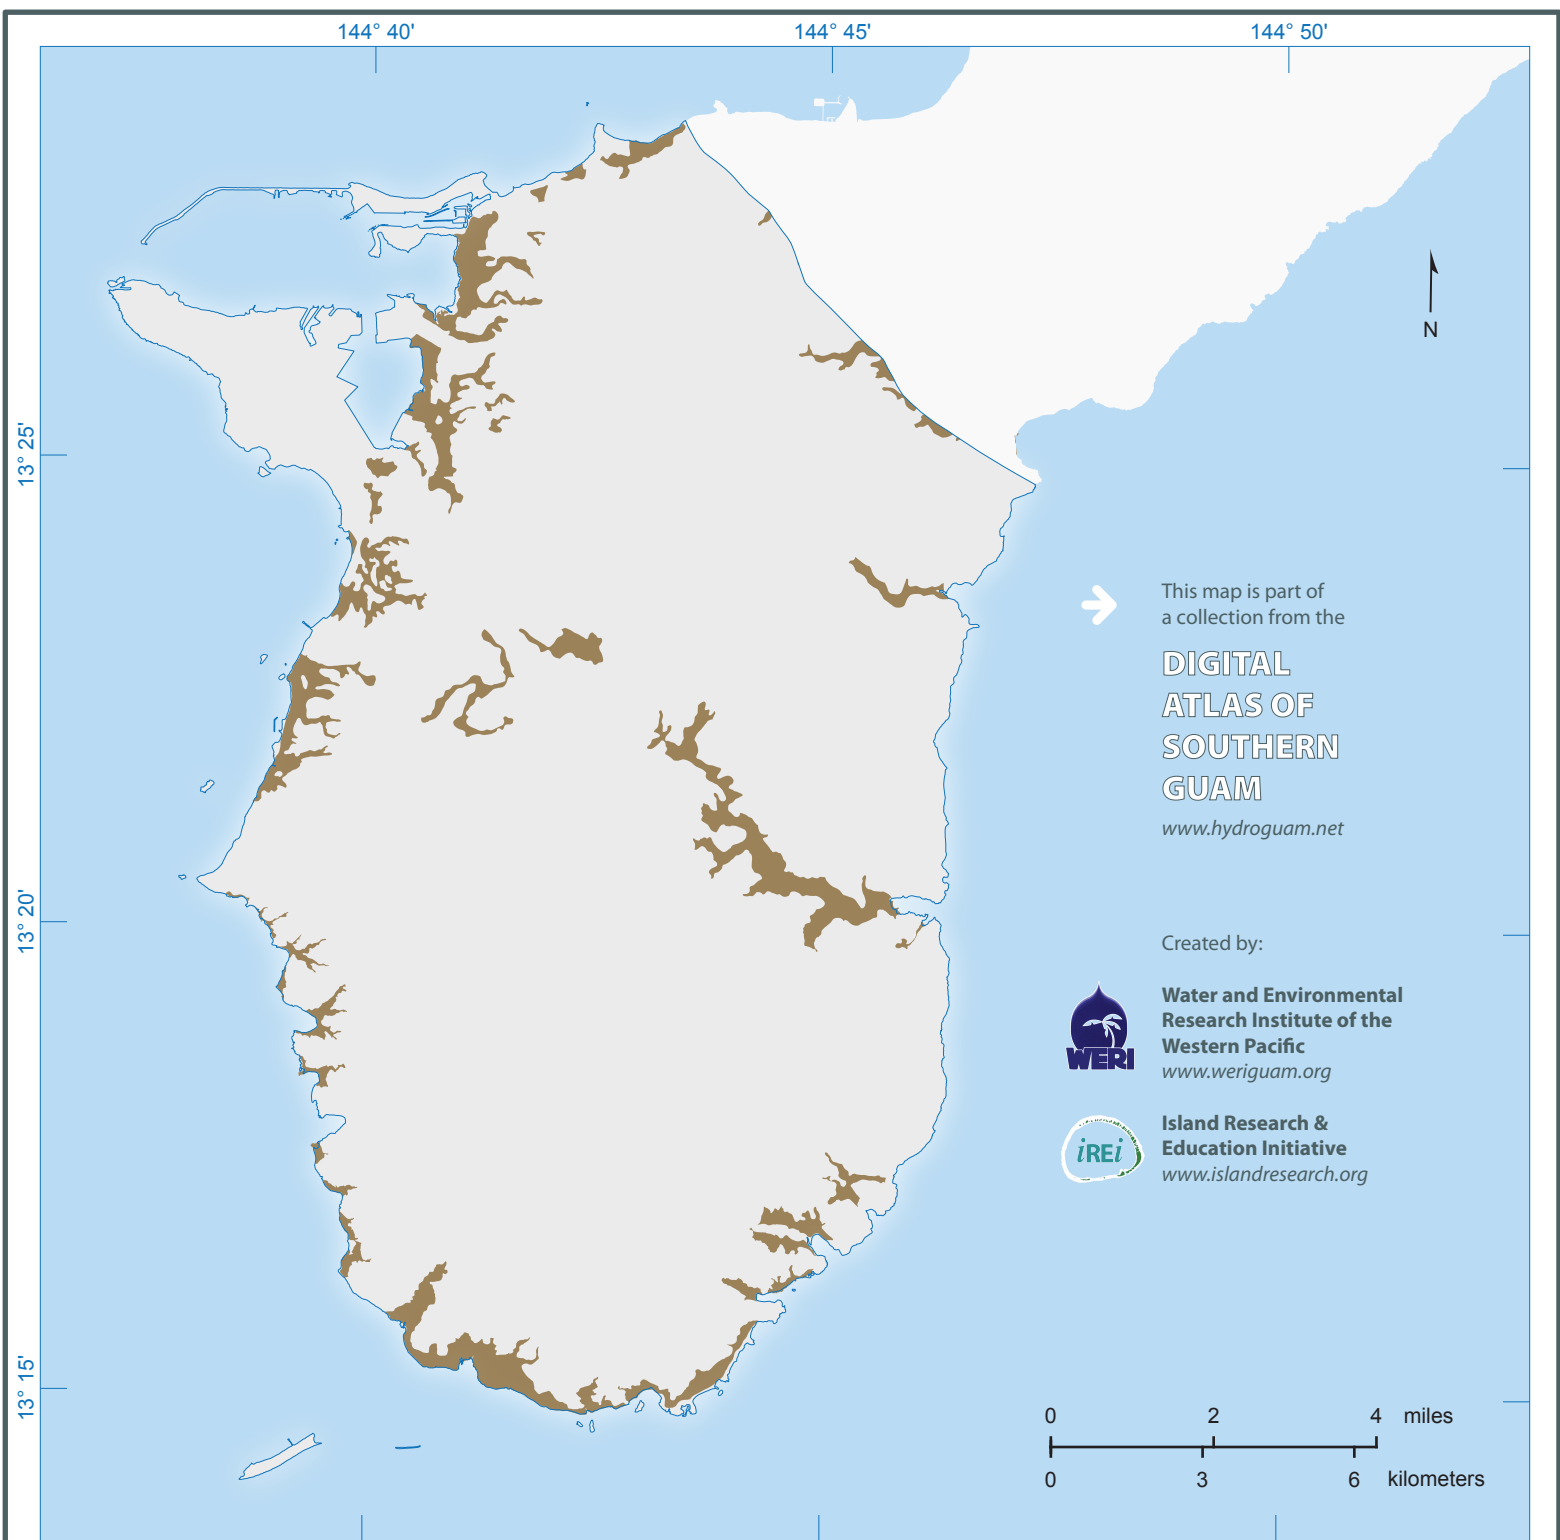 144° 40'
144° 45'
144° 50'
N
13° 25'
13° 20'
13° 15'
This map is part of
a collection from the
DIGITAL
ATLAS OF
SOUTHERN
GUAM
www.hydroguam.net
Created by:
WERI
Water and Environmental
Research Institute of the
Western Pacific
www.weriguam.org
iREi
Island Research &
Education Initiative
www.islandresearch.org
0 2 4 miles
0 3 6 kilometers